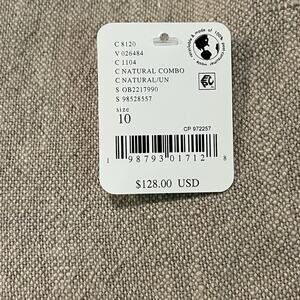 C 8120
V 026484
C 1104
C NATURAL COMBO
C NATURAL/UN
S OB2217990
S 98528557
size
10
CP 972257
1 98793 01712 8
$128.00 USD